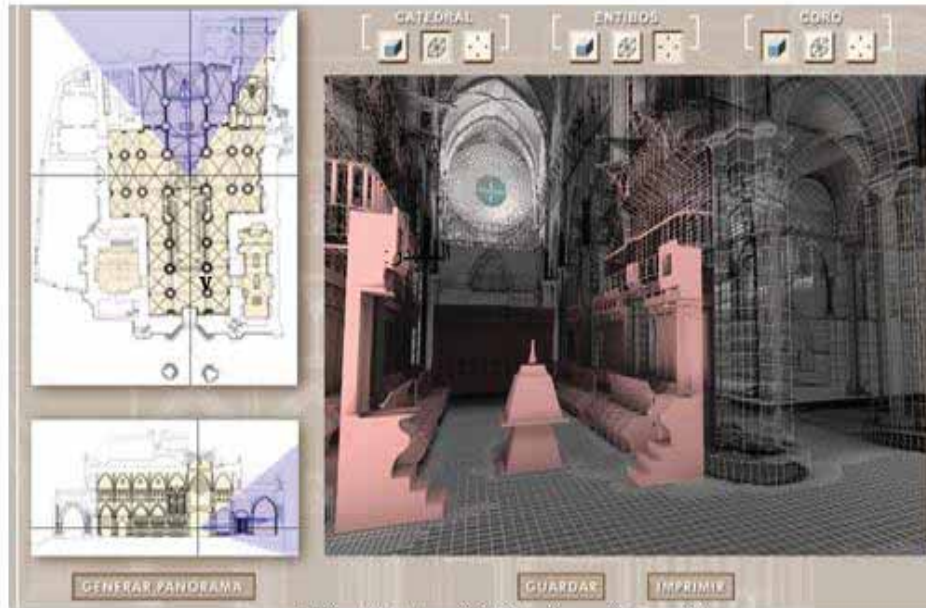 CATEDRAL
ENTIBOS
CORO
y
GENERAR PANORAMA
GUARDAR
IMPRIMIR